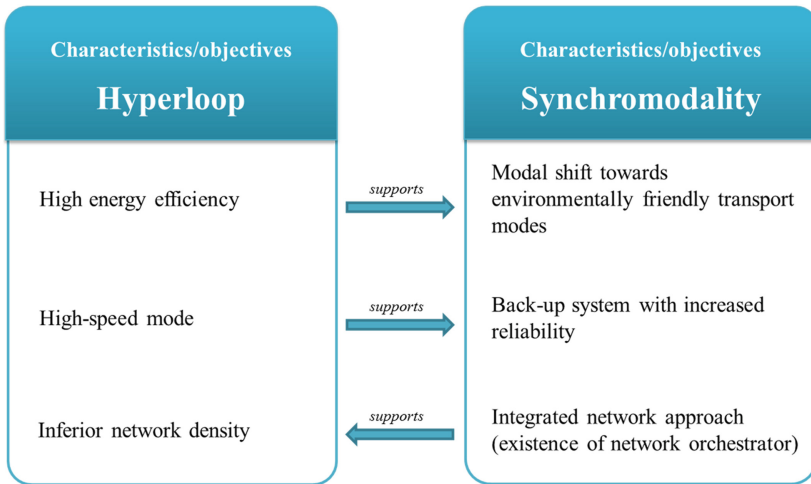 Characteristics/objectives
Hyperloop
Characteristics/objectives
Synchromodality
High energy efficiency
supports
Modal shift towards
environmentally friendly transport
modes
High-speed mode
supports
Back-up system with increased
reliability
Inferior network density
supports
Integrated network approach
(existence of network orchestrator)